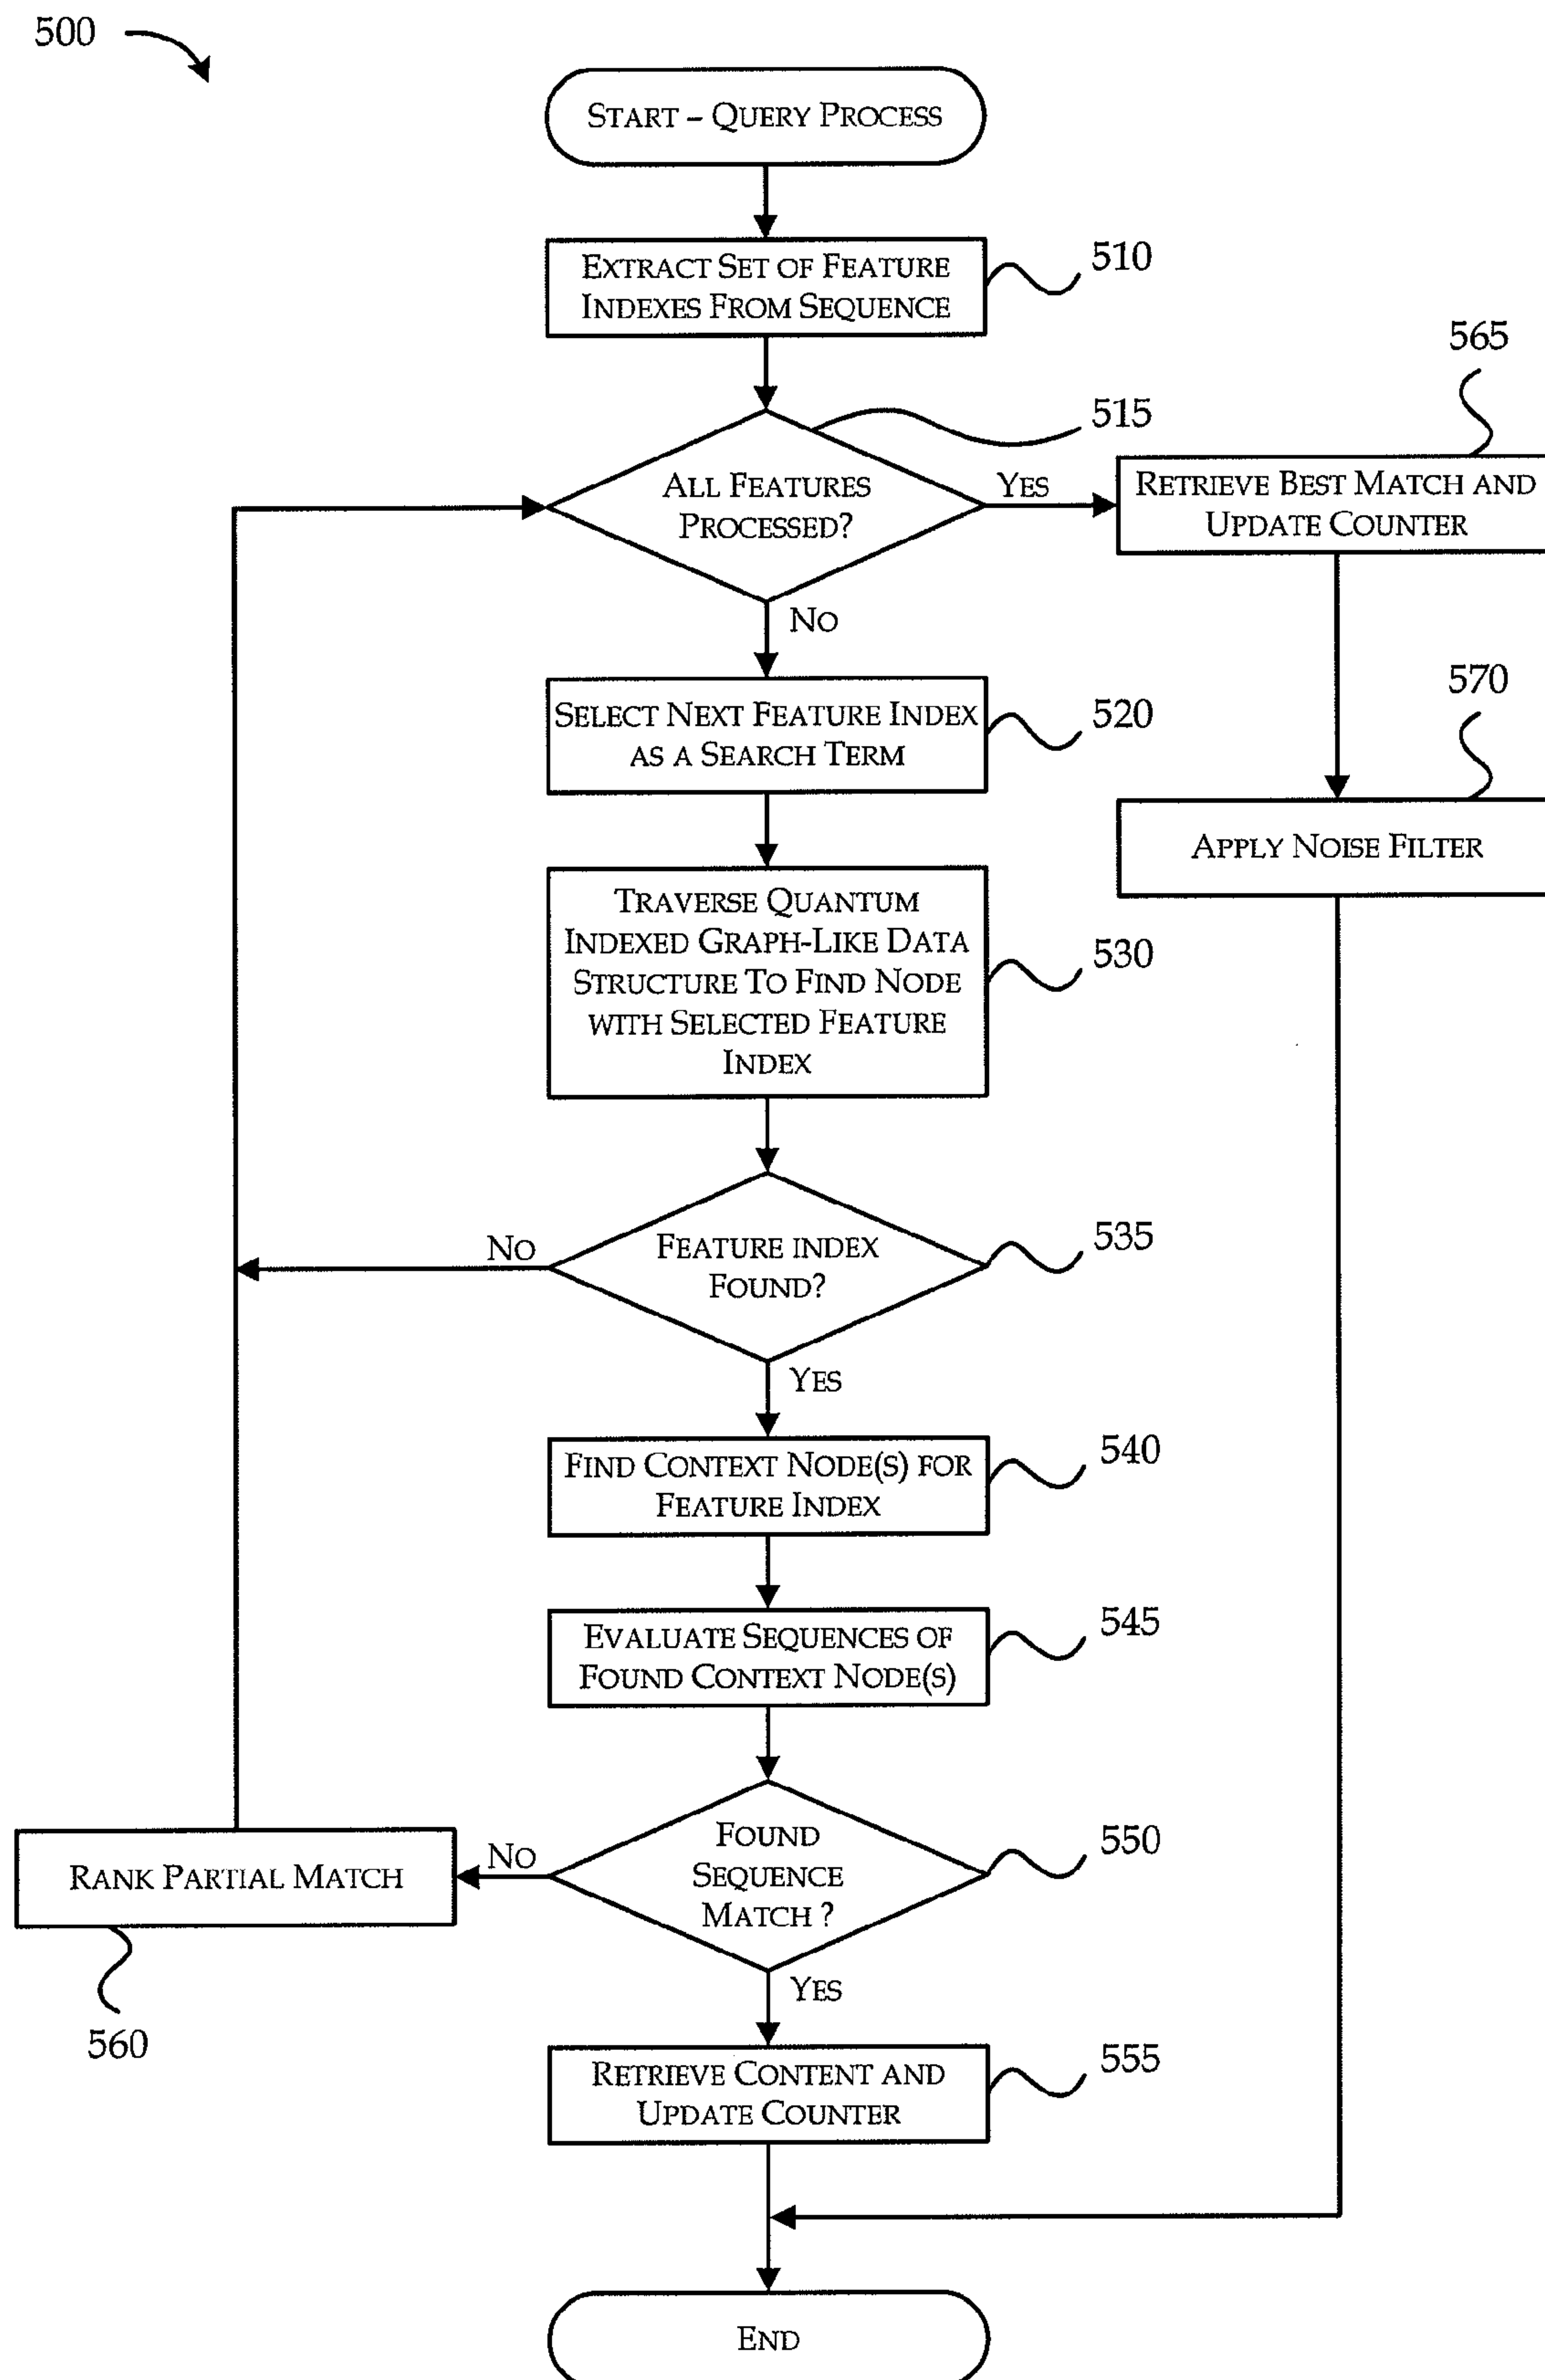 500
START – QUERY PROCESS
EXTRACT SET OF FEATURE
INDEXES FROM SEQUENCE
510
565
515
ALL FEATURES
PROCESSED?
YES
RETRIEVE BEST MATCH AND
UPDATE COUNTER
NO
570
SELECT NEXT FEATURE INDEX
AS A SEARCH TERM
520
APPLY NOISE FILTER
TRAVERSE QUANTUM
INDEXED GRAPH-LIKE DATA
STRUCTURE TO FIND NODE
WITH SELECTED FEATURE
INDEX
530
NO
FEATURE INDEX
FOUND?
535
YES
FIND CONTEXT NODE(S) FOR
FEATURE INDEX
540
EVALUATE SEQUENCES OF
FOUND CONTEXT NODE(S)
545
FOUND
SEQUENCE
MATCH ?
550
NO
RANK PARTIAL MATCH
560
YES
RETRIEVE CONTENT AND
UPDATE COUNTER
555
END